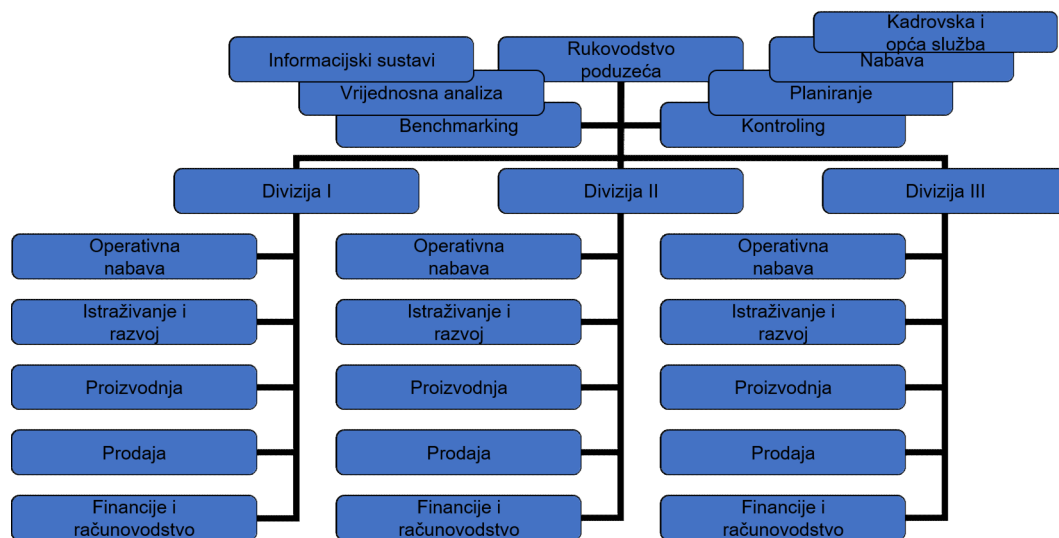 Kadrovska i
opća služba
Informacijski sustavi
Rukovodstvo
poduzeća
Nabava
Vrijednosna analiza
Planiranje
Benchmarking
Kontroling
Divizija I
Divizija II
Divizija III
Operativna
nabava
Operativna
nabava
Operativna
nabava
Istraživanje i
razvoj
Istraživanje i
razvoj
Istraživanje i
razvoj
Proizvodnja
Proizvodnja
Proizvodnja
Prodaja
Prodaja
Prodaja
Financije i
računovodstvo
Financije i
računovodstvo
Financije i
računovodstvo